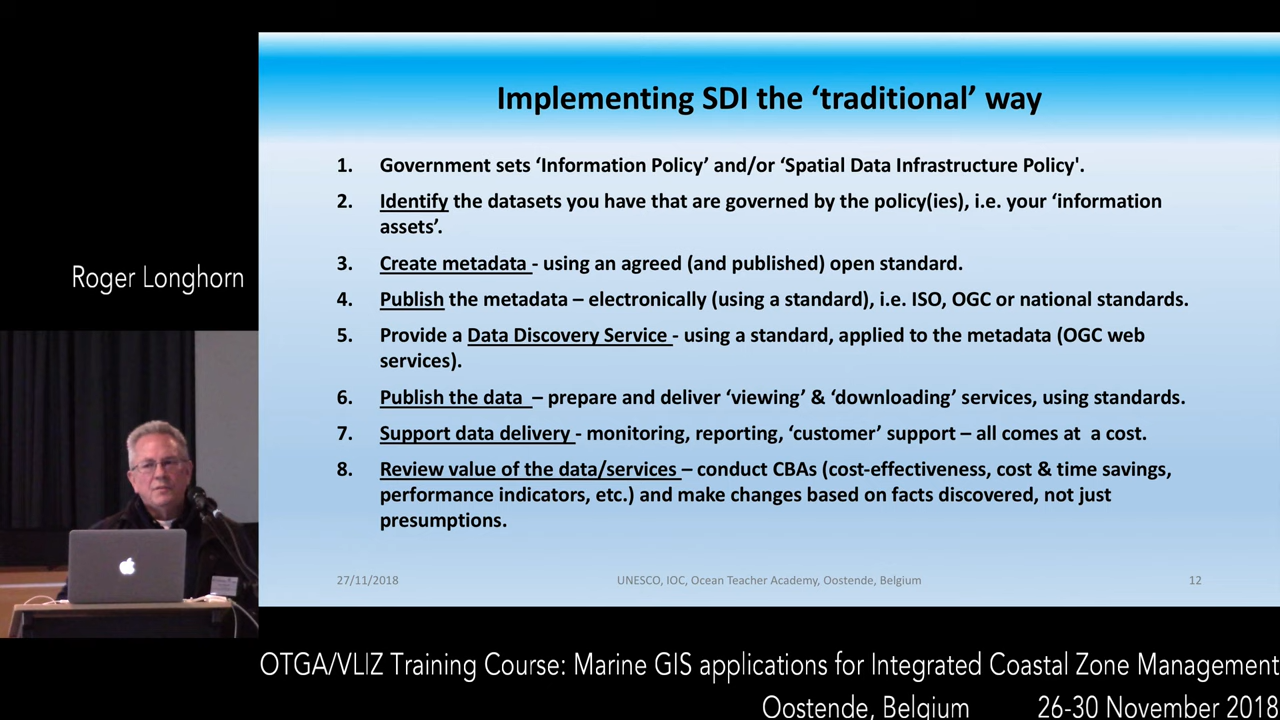 Implementing SDI the ‘traditional’ way
1. Government sets ‘Information Policy’ and/or ‘Spatial Data Infrastructure Policy'.
2. Identify the datasets you have that are governed by the policy(ies), i.e. your ‘information
assets’.
3. Create metadata - using an agreed (and published) open standard.
4. Publish the metadata – electronically (using a standard), i.e. ISO, OGC or national standards.
5. Provide a Data Discovery Service - using a standard, applied to the metadata (OGC web
services).
6. Publish the data – prepare and deliver ‘viewing’ & ‘downloading’ services, using standards.
7. Support data delivery - monitoring, reporting, ‘customer’ support – all comes at a cost.
8. Review value of the data/services – conduct CBAs (cost-effectiveness, cost & time savings,
performance indicators, etc.) and make changes based on facts discovered, not just
presumptions.
27/11/2018 UNESCO, IOC, Ocean Teacher Academy, Oostende, Belgium 12
Roger Longhorn
OTGA/VLIZ Training Course: Marine GIS applications for Integrated Coastal Zone Management
Oostende, Belgium 26-30 November 2018